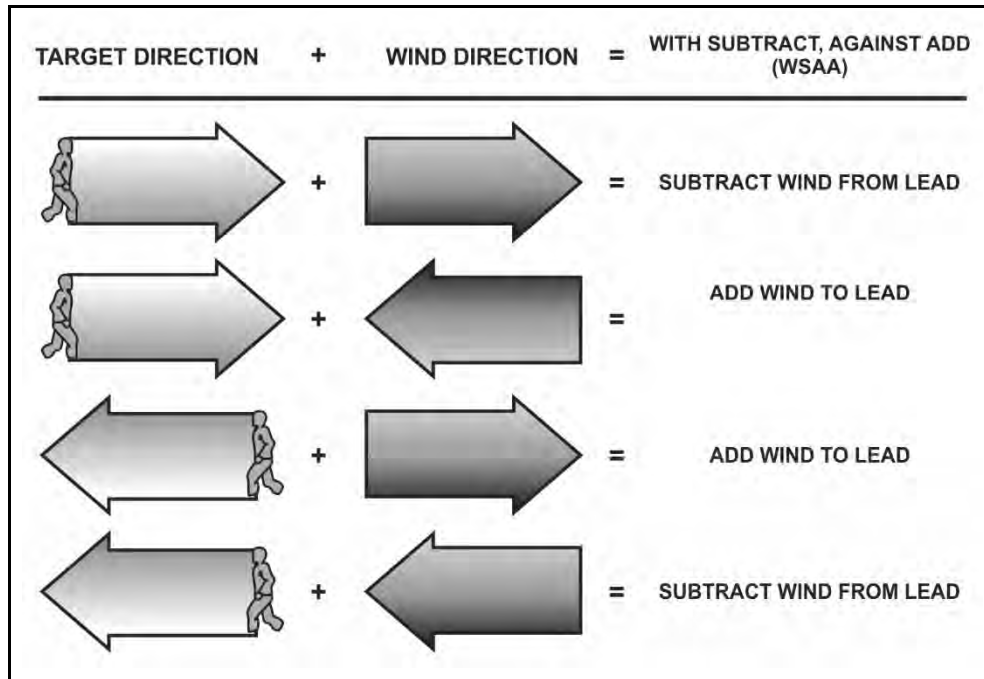 TARGET DIRECTION + WIND DIRECTION = WITH SUBTRACT, AGAINST ADD
(WSAA)
+ = SUBTRACT WIND FROM LEAD
+ = ADD WIND TO LEAD
+ = ADD WIND TO LEAD
+ = SUBTRACT WIND FROM LEAD